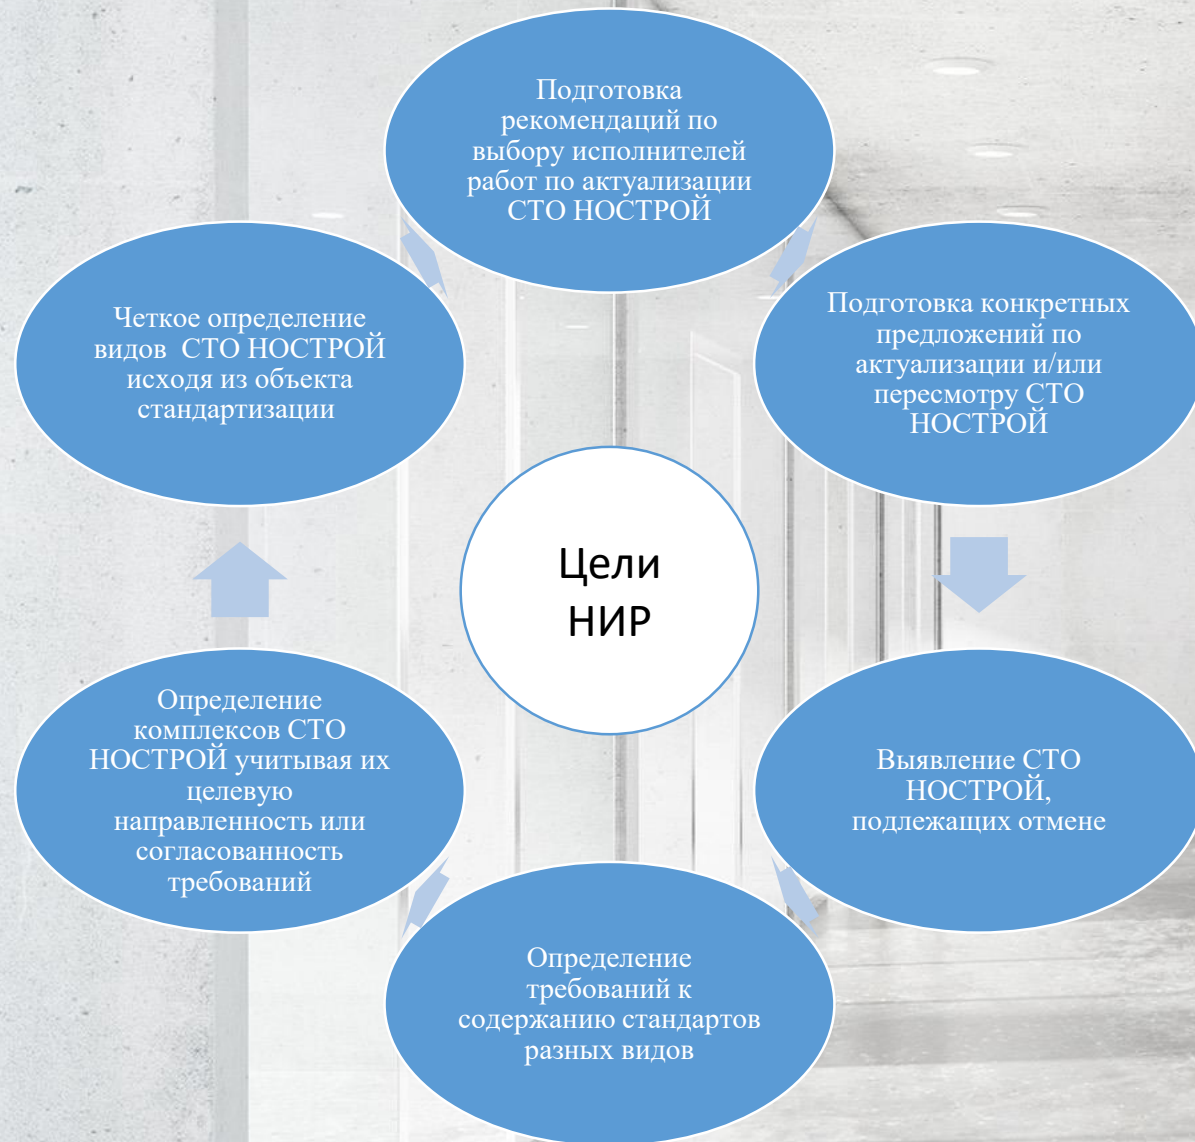 Подготовка
рекомендаций по
выбору исполнителей
работ по актуализации
СТО НОСТРОЙ
Подготовка конкретных
предложений по
актуализации и/или
пересмотру СТО
НОСТРОЙ
Выявление СТО
НОСТРОЙ,
подлежащих отмене
Определение
требований к
содержанию стандартов
разных видов
Определение
комплексов СТО
НОСТРОЙ учитывая их
целевую
направленность или
согласованность
требований
Четкое определение
видов  СТО НОСТРОЙ
исходя из объекта
стандартизации
Цели
НИР